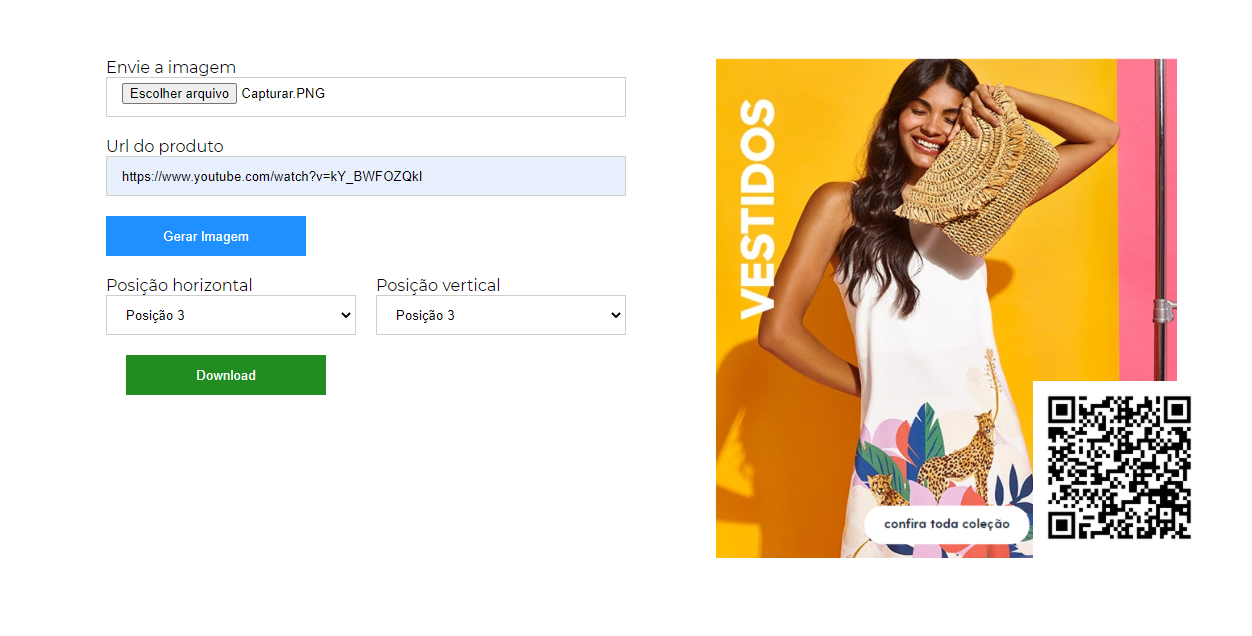 Envie a imagem
Escolher arquivo Capturar.PNG
Url do produto
https://www.youtube.com/watch?v=kY_BWFOZQkI
Gerar Imagem
Posição horizontal Posição vertical
Posição 3 Posição 3
Download
VESTIDOS
confira toda coleção